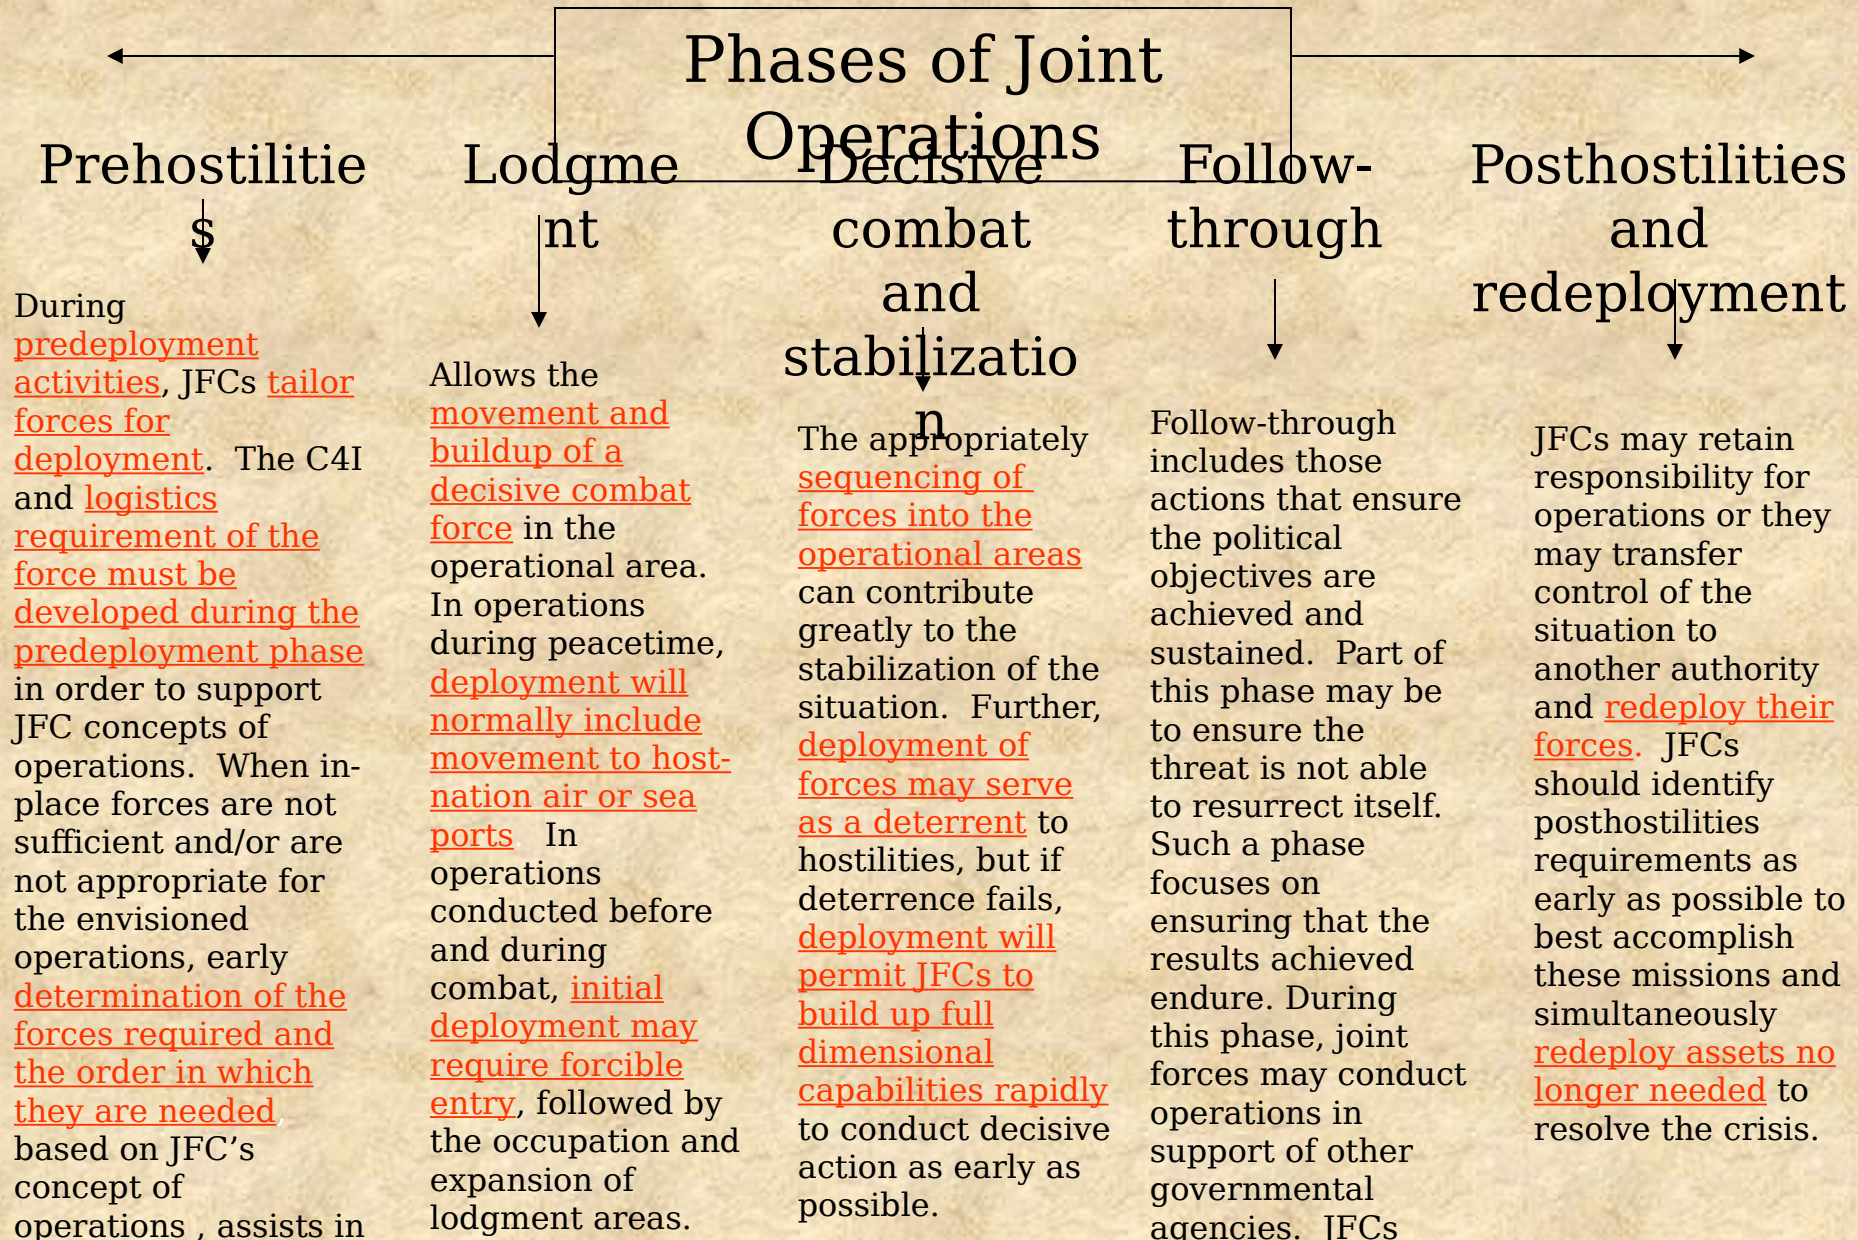 Phases of Joint
Operations
Prehostilitie
s
During
predeployment
activities, JFCs tailor
forces for
deployment.  The C4I
and logistics
requirement of the
force must be
developed during the
predeployment phase
in order to support
JFC concepts of
operations.  When in-
place forces are not
sufficient and/or are
not appropriate for
the envisioned
operations, early
determination of the
forces required and
the order in which
they are needed,
based on JFC’s
concept of
operations , assists in
Lodgme
nt
Allows the
movement and
buildup of a
decisive combat
force in the
operational area.
In operations
during peacetime,
deployment will
normally include
movement to host-
nation air or sea
ports.  In
operations
conducted before
and during
combat, initial
deployment may
require forcible
entry, followed by
the occupation and
expansion of
lodgment areas.
Decisive
combat
and
stabilizatio
n
The appropriately
sequencing of
forces into the
operational areas
can contribute
greatly to the
stabilization of the
situation.  Further,
deployment of
forces may serve
as a deterrent to
hostilities, but if
deterrence fails,
deployment will
permit JFCs to
build up full
dimensional
capabilities rapidly
to conduct decisive
action as early as
possible.
Follow-
through
Follow-through
includes those
actions that ensure
the political
objectives are
achieved and
sustained.  Part of
this phase may be
to ensure the
threat is not able
to resurrect itself.
Such a phase
focuses on
ensuring that the
results achieved
endure. During
this phase, joint
forces may conduct
operations in
support of other
governmental
agencies.  JFCs
Posthostilities
and
redeployment
JFCs may retain
responsibility for
operations or they
may transfer
control of the
situation to
another authority
and redeploy their
forces.  JFCs
should identify
posthostilities
requirements as
early as possible to
best accomplish
these missions and
simultaneously
redeploy assets no
longer needed to
resolve the crisis.